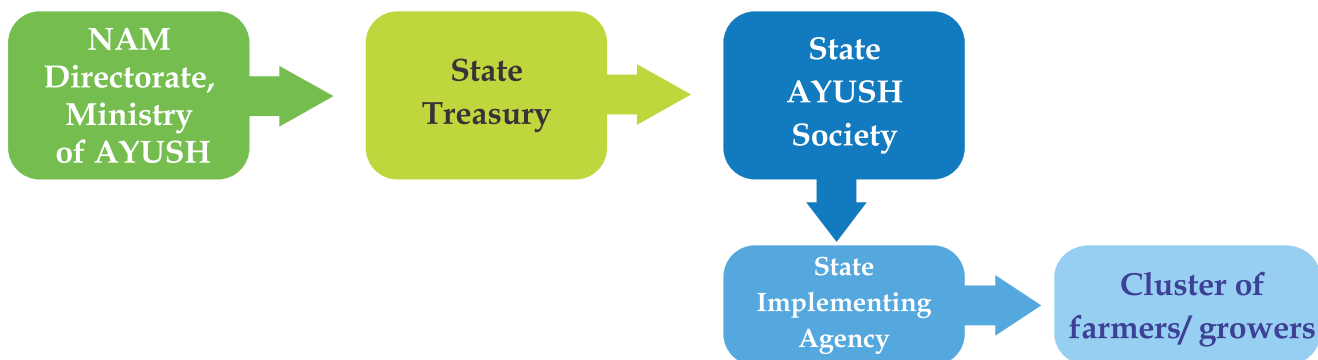 NAM
Directorate,
Ministry
of AYUSH
State
Treasury
State
AYUSH
Society
State
Implementing
Agency
Cluster of
farmers/ growers